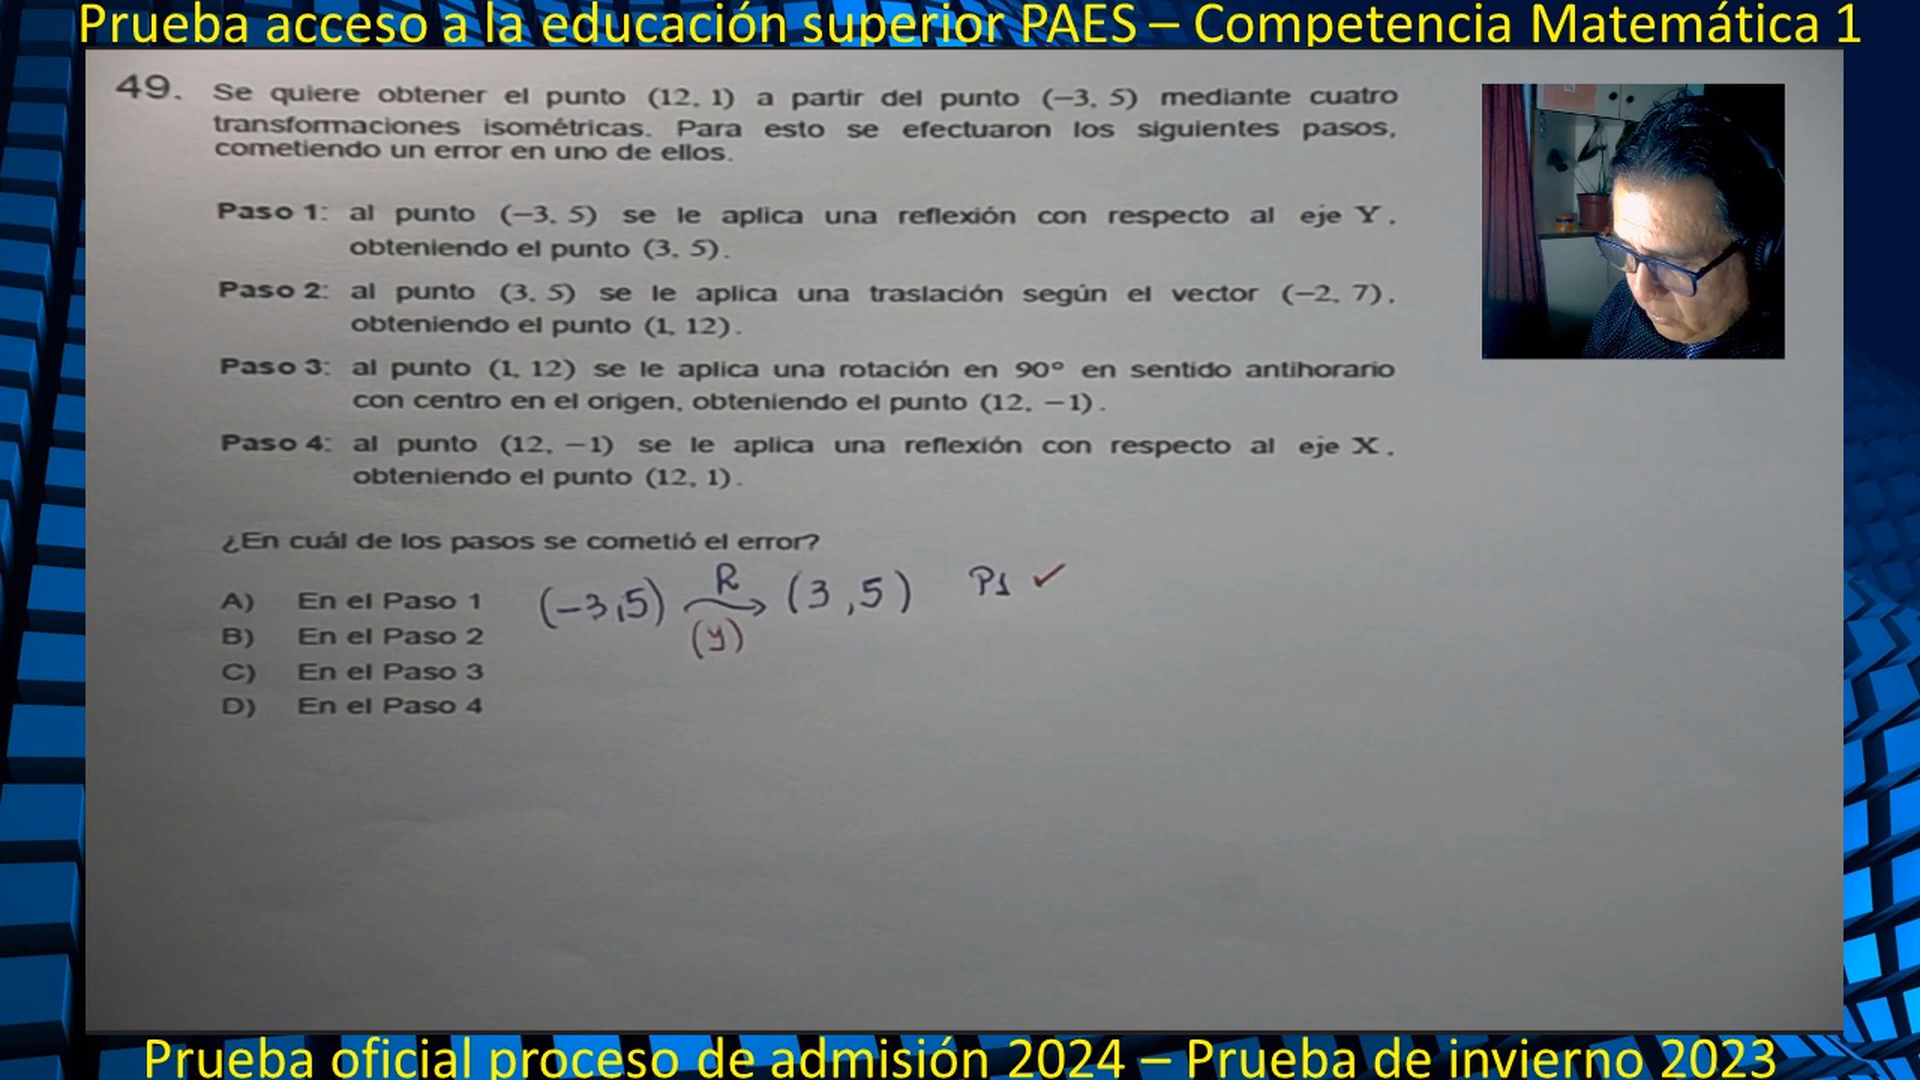 Prueba acceso a la educación superior PAES – Competencia Matemática 1
49. Se quiere obtener el punto (12, 1) a partir del punto (−3, 5) mediante cuatro
transformaciones isométricas. Para esto se efectuaron los siguientes pasos,
cometiendo un error en uno de ellos.
Paso 1: al punto (−3, 5) se le aplica una reflexión con respecto al eje Y,
obteniendo el punto (3, 5).
Paso 2: al punto (3, 5) se le aplica una traslación según el vector (−2, 7),
obteniendo el punto (1, 12).
Paso 3: al punto (1, 12) se le aplica una rotación en 90° en sentido antihorario
con centro en el origen, obteniendo el punto (12, −1).
Paso 4: al punto (12, −1) se le aplica una reflexión con respecto al eje X,
obteniendo el punto (12, 1).
¿En cuál de los pasos se cometió el error?
A) En el Paso 1
B) En el Paso 2
C) En el Paso 3
D) En el Paso 4
R
(−3,5) → (3,5) P1 ✓
(y)
Prueba oficial proceso de admisión 2024 – Prueba de invierno 2023